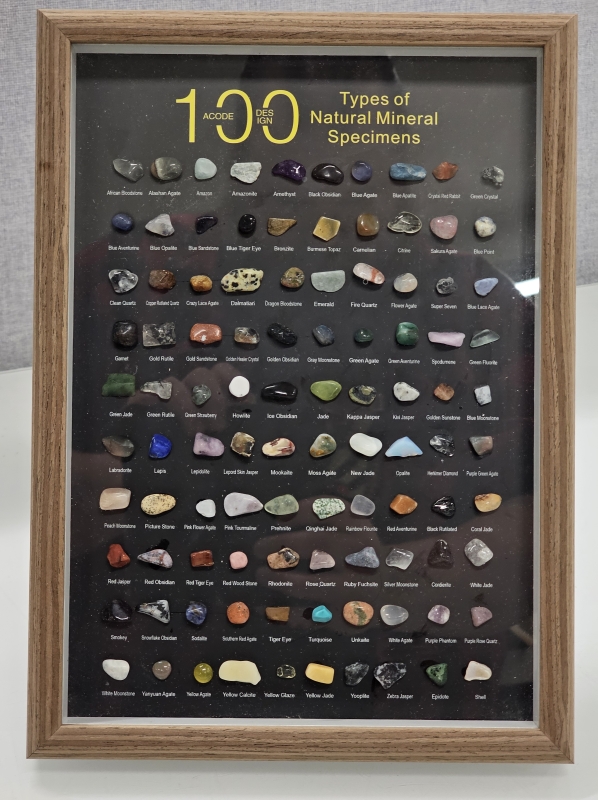 100 ACODE DES IGN
Types of
Natural Mineral
Specimens
African Bloodstone Alashan Agate Amazon Amazonite Amethyst Black Obsidian Blue Agate Blue Apatite Crystal Red Rabbit Green Crystal
Blue Aventurine Blue Opalite Blue Sandstone Blue Tiger Eye Bronzite Burmese Topaz Carnelian Citrine Sakura Agate Blue Point
Clean Quartz Copper Rutilated Quartz Crazy Lace Agate Dalmatian Dragon Bloodstone Emerald Fire Quartz Flower Agate Super Seven Blue Lace Agate
Garnet Gold Rutile Gold Sandstone Golden Healer Crystal Golden Obsidian Gray Moonstone Green Agate Green Aventurine Spodumene Green Fluorite
Green Jade Green Rutile Green Strawberry Howlite Ice Obsidian Jade Kappa Jasper Kiwi Jasper Golden Sunstone Blue Moonstone
Labradorite Lapis Lepidolite Leopard Skin Jasper Mookaite Moss Agate New Jade Opalite Herkimer Diamond Purple Green Agate
Peach Moonstone Picture Stone Pink Flower Agate Pink Tourmaline Prehnite Qinghai Jade Rainbow Flourite Red Aventurine Black Rutilated Coral Jade
Red Jasper Red Obsidian Red Tiger Eye Red Wood Stone Rhodonite Rose Quartz Ruby Fuchsite Silver Moonstone Cordierite White Jade
Smokey Snowflake Obsidian Sodalite Southern Red Agate Tiger Eye Turquoise Unkaite White Agate Purple Phantom Purple Rose Quartz
White Moonstone Yanyuan Agate Yellow Agate Yellow Calcite Yellow Glaze Yellow Jade Yooplite Zebra Jasper Epidote Shell